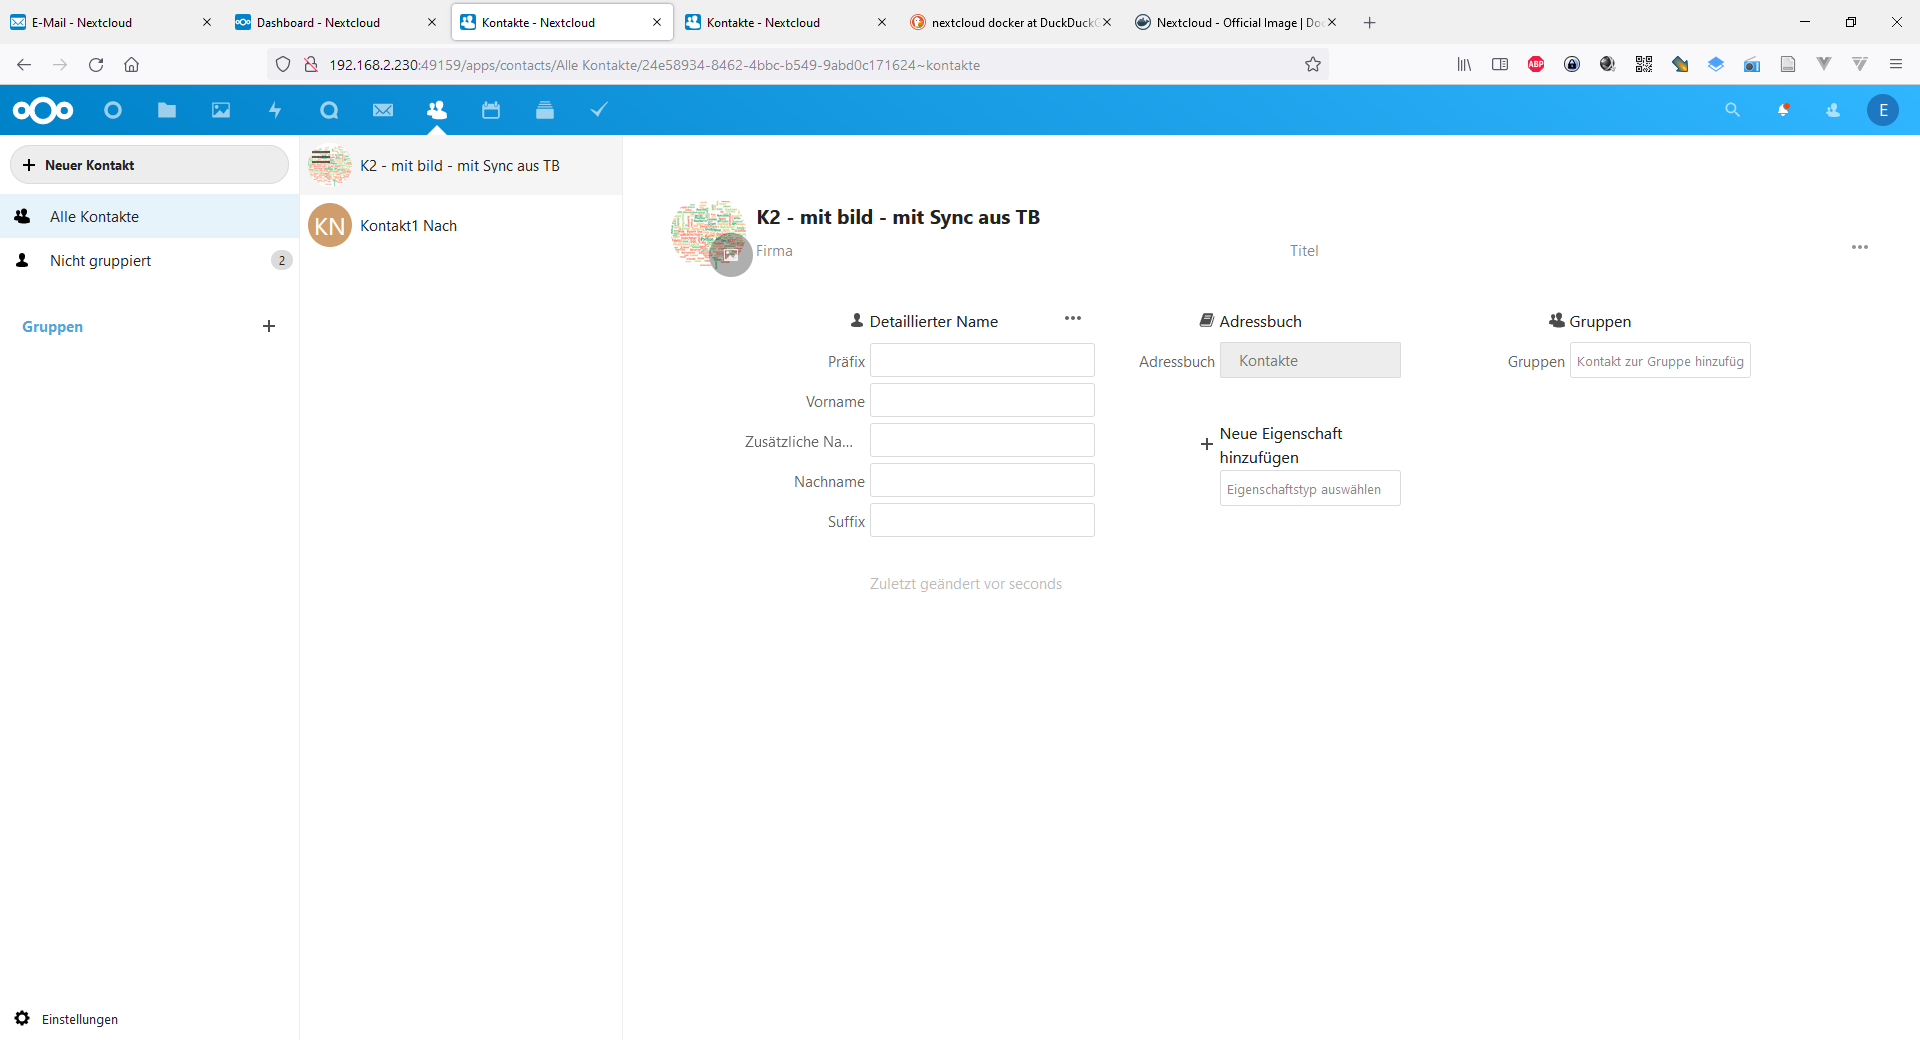 E-Mail - Nextcloud
Dashboard - Nextcloud
Kontakte - Nextcloud
Kontakte - Nextcloud
nextcloud docker at DuckDuckG
Nextcloud - Official Image | Doc
192.168.2.230:49159/apps/contacts/Alle Kontakte/24e58934-8462-4bbc-b549-9abd0c171624~kontakte
ABP
E
Neuer Kontakt
Alle Kontakte
Nicht gruppiert
2
Gruppen
Einstellungen
K2 - mit bild - mit Sync aus TB
KN
Kontakt1 Nach
K2 - mit bild - mit Sync aus TB
Firma
Titel
Detaillierter Name
Präfix
Vorname
Zusätzliche Na...
Nachname
Suffix
Zuletzt geändert vor seconds
Adressbuch
Adressbuch
Kontakte
Neue Eigenschaft
hinzufügen
Eigenschaftstyp auswählen
Gruppen
Gruppen
Kontakt zur Gruppe hinzufüg